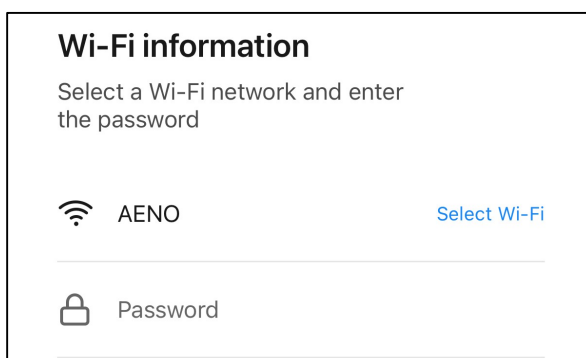 Wi-Fi information
Select a Wi-Fi network and enter
the password
AENO Select Wi-Fi
Password